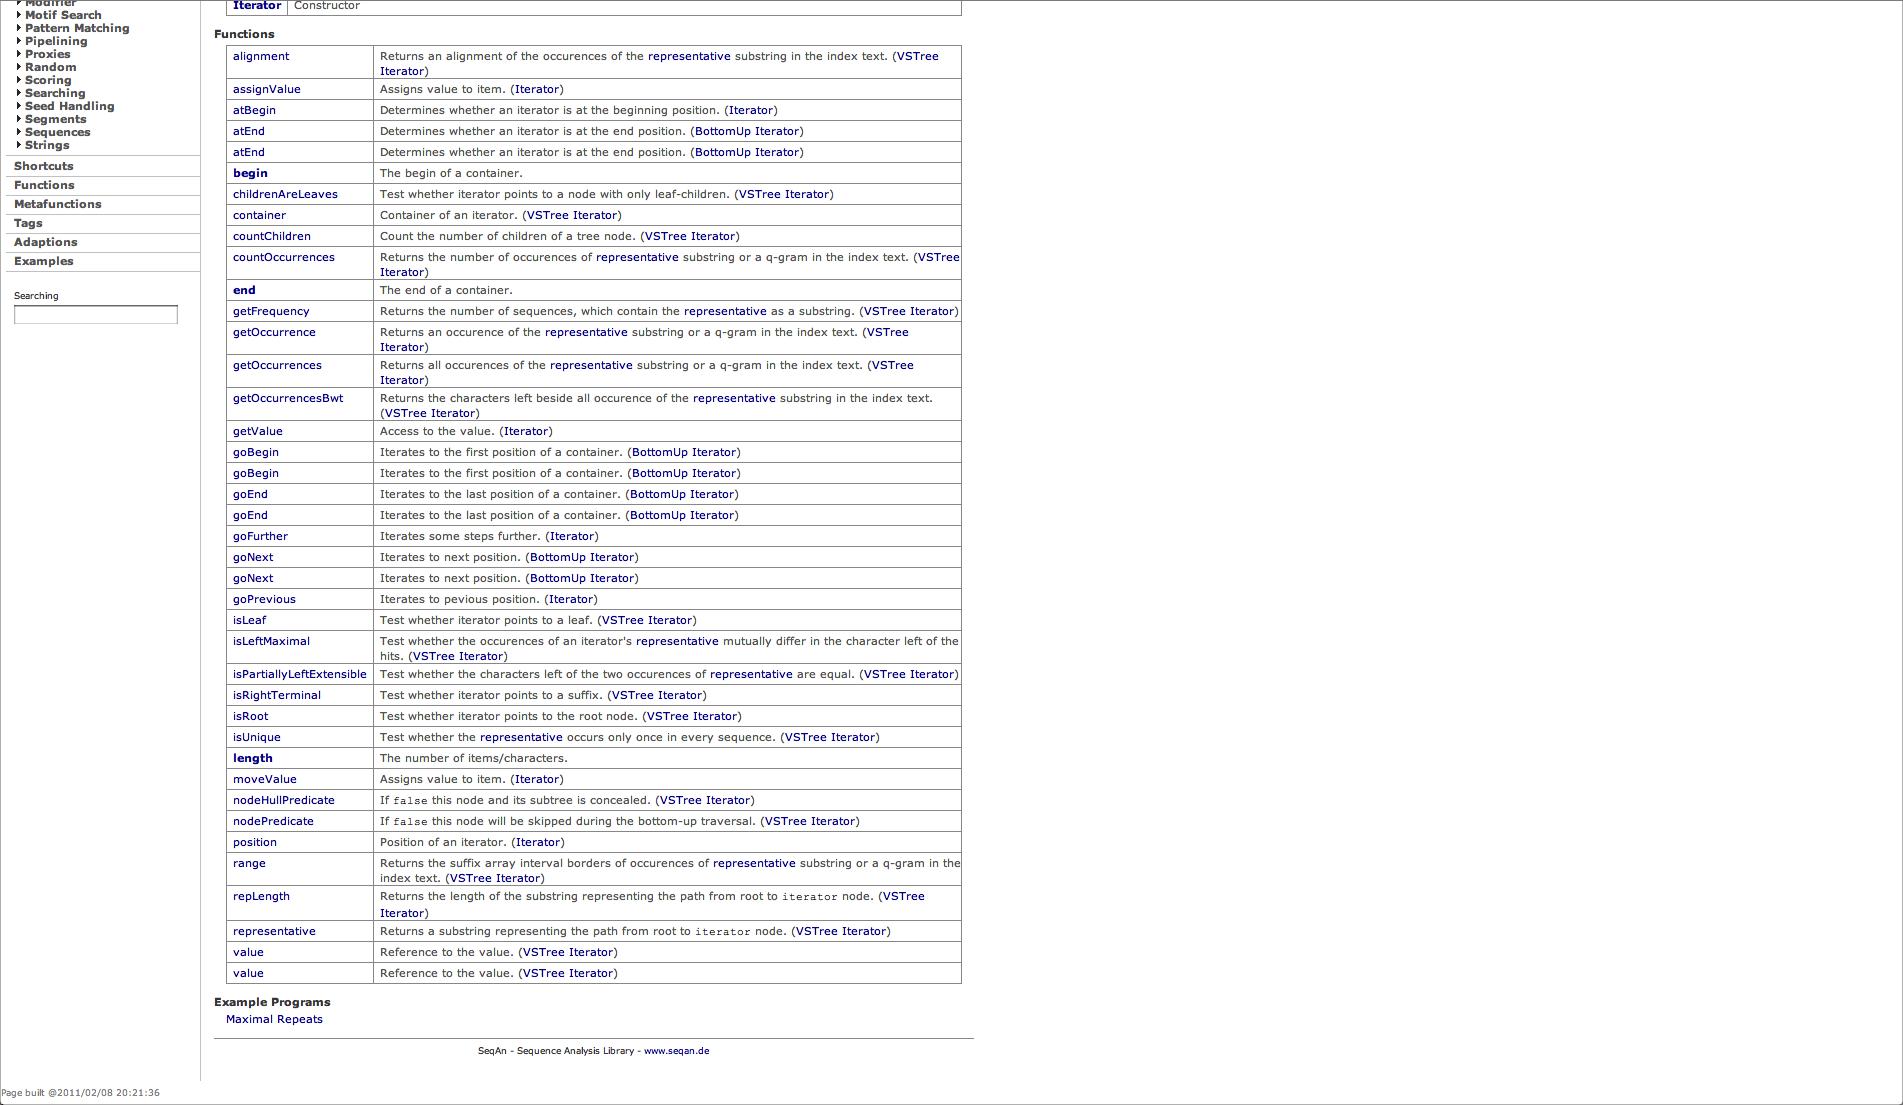 Modifier
Motif Search
Pattern Matching
Pipelining
Proxies
Random
Scoring
Searching
Seed Handling
Segments
Sequences
Strings
Shortcuts
Functions
Metafunctions
Tags
Adaptions
Examples
Searching
Iterator Constructor
Functions
alignment Returns an alignment of the occurences of the representative substring in the index text. (VSTree
Iterator)
assignValue Assigns value to item. (Iterator)
atBegin Determines whether an iterator is at the beginning position. (Iterator)
atEnd Determines whether an iterator is at the end position. (BottomUp Iterator)
atEnd Determines whether an iterator is at the end position. (BottomUp Iterator)
begin The begin of a container.
childrenAreLeaves Test whether iterator points to a node with only leaf-children. (VSTree Iterator)
container Container of an iterator. (VSTree Iterator)
countChildren Count the number of children of a tree node. (VSTree Iterator)
countOccurrences Returns the number of occurences of representative substring or a q-gram in the index text. (VSTree
Iterator)
end The end of a container.
getFrequency Returns the number of sequences, which contain the representative as a substring. (VSTree Iterator)
getOccurrence Returns an occurence of the representative substring or a q-gram in the index text. (VSTree
Iterator)
getOccurrences Returns all occurences of the representative substring or a q-gram in the index text. (VSTree
Iterator)
getOccurrencesBwt Returns the characters left beside all occurence of the representative substring in the index text.
(VSTree Iterator)
getValue Access to the value. (Iterator)
goBegin Iterates to the first position of a container. (BottomUp Iterator)
goBegin Iterates to the first position of a container. (BottomUp Iterator)
goEnd Iterates to the last position of a container. (BottomUp Iterator)
goEnd Iterates to the last position of a container. (BottomUp Iterator)
goFurther Iterates some steps further. (Iterator)
goNext Iterates to next position. (BottomUp Iterator)
goNext Iterates to next position. (BottomUp Iterator)
goPrevious Iterates to pevious position. (Iterator)
isLeaf Test whether iterator points to a leaf. (VSTree Iterator)
isLeftMaximal Test whether the occurences of an iterator's representative mutually differ in the character left of the
hits. (VSTree Iterator)
isPartiallyLeftExtensible Test whether the characters left of the two occurences of representative are equal. (VSTree Iterator)
isRightTerminal Test whether iterator points to a suffix. (VSTree Iterator)
isRoot Test whether iterator points to the root node. (VSTree Iterator)
isUnique Test whether the representative occurs only once in every sequence. (VSTree Iterator)
length The number of items/characters.
moveValue Assigns value to item. (Iterator)
nodeHullPredicate If false this node and its subtree is concealed. (VSTree Iterator)
nodePredicate If false this node will be skipped during the bottom-up traversal. (VSTree Iterator)
position Position of an iterator. (Iterator)
range Returns the suffix array interval borders of occurences of representative substring or a q-gram in the
index text. (VSTree Iterator)
repLength Returns the length of the substring representing the path from root to iterator node. (VSTree
Iterator)
representative Returns a substring representing the path from root to iterator node. (VSTree Iterator)
value Reference to the value. (VSTree Iterator)
value Reference to the value. (VSTree Iterator)
Example Programs
Maximal Repeats
SeqAn - Sequence Analysis Library - www.seqan.de
Page built @2011/02/08 20:21:36